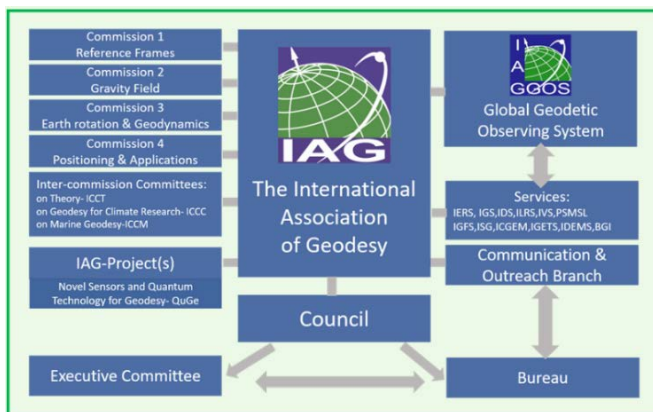 Commission 1
Reference Frames
Commission 2
Gravity Field
Commission 3
Earth rotation & Geodynamics
Commission 4
Positioning & Applications
Inter-commission Committees:
on Theory- ICCT
on Geodesy for Climate Research- ICCC
on Marine Geodesy-ICCM
IAG-Project(s)
Novel Sensors and Quantum
Technology for Geodesy- QuGe
Executive Committee
IAG
The International
Association
of Geodesy
Council
I
A
GGOS
Global Geodetic
Observing System
Services:
IERS, IGS,IDS,ILRS,IVS,PSMSL
IGFS,ISG,ICGEM,IGETS,IDEMS,BGI
Communication &
Outreach Branch
Bureau